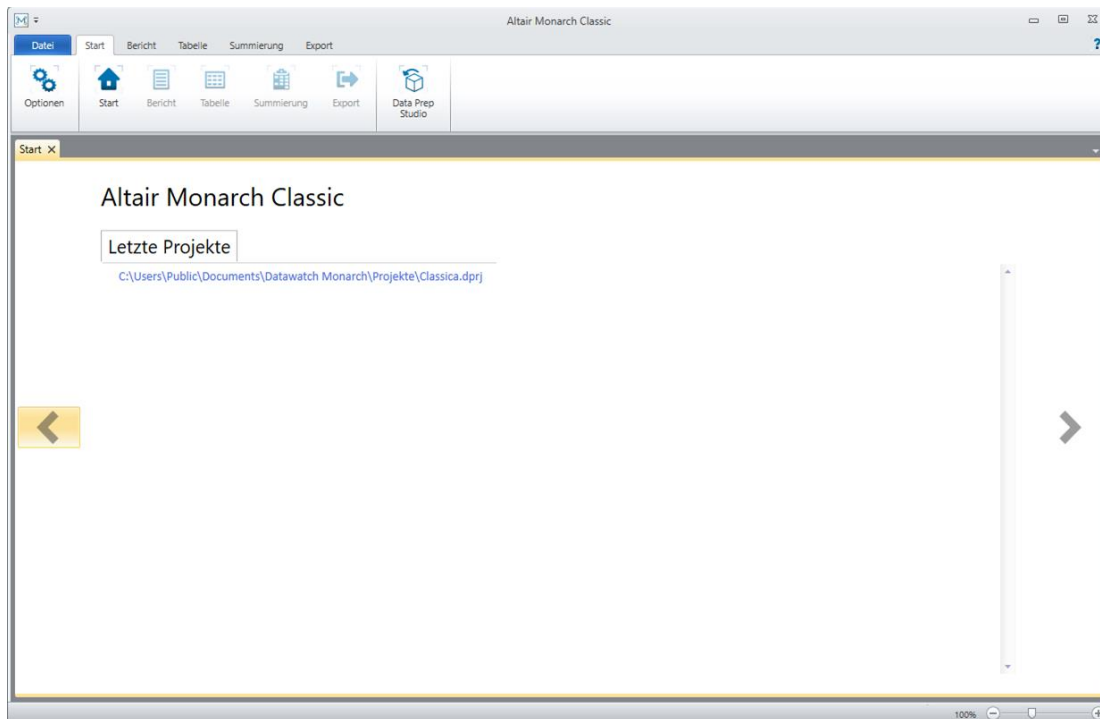 M
Altair Monarch Classic
Datei Start Bericht Tabelle Summierung Export
?
Optionen Start Bericht Tabelle Summierung Export Data Prep Studio
Start
Altair Monarch Classic
Letzte Projekte
C:\Users\Public\Documents\Datawatch Monarch\Projekte\Classica.dprj
100%